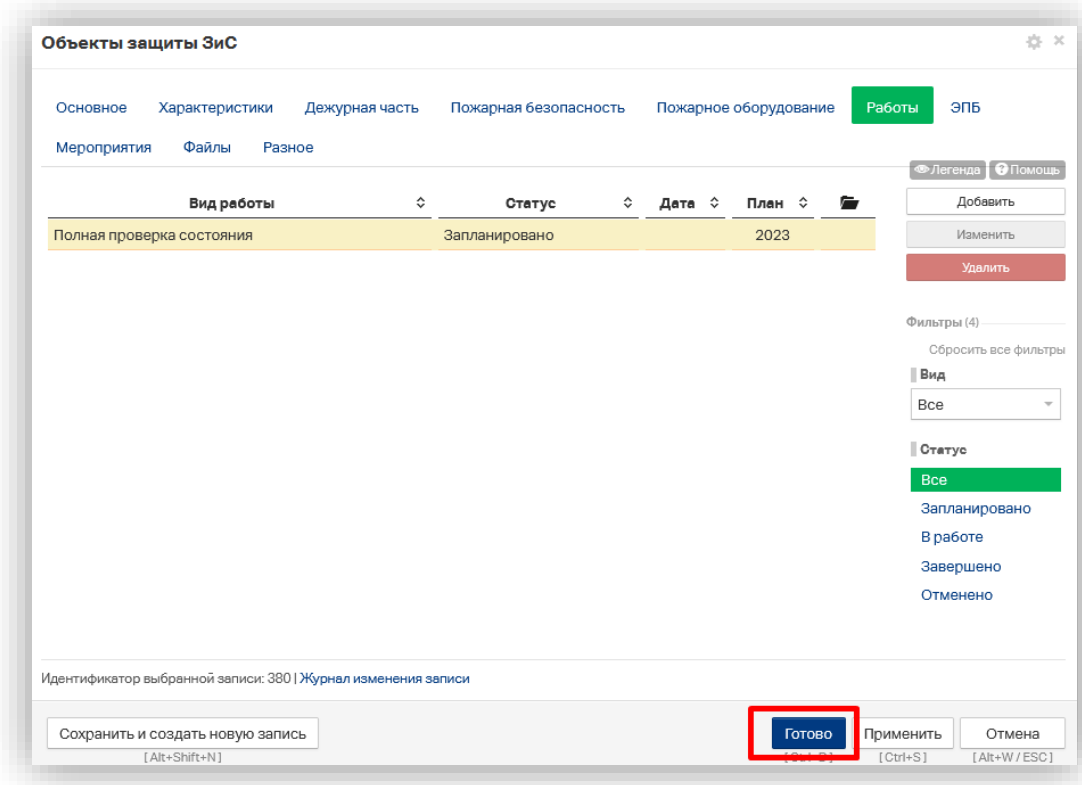 Объекты защиты ЗиС
Основное Характеристики Дежурная часть Пожарная безопасность Пожарное оборудование Работы ЭПБ
Мероприятия Файлы Разное
Легенда Помощь
Вид работы Статус Дата План
Добавить
Полная проверка состояния Запланировано 2023
Изменить
Удалить
Фильтры (4)
Сбросить все фильтры
Вид
Все
Статус
Все
Запланировано
В работе
Завершено
Отменено
Идентификатор выбранной записи: 380 | Журнал изменения записи
Сохранить и создать новую запись Готово Применить Отмена
[Alt+Shift+N] [Ctrl+S] [Alt+W / ESC]